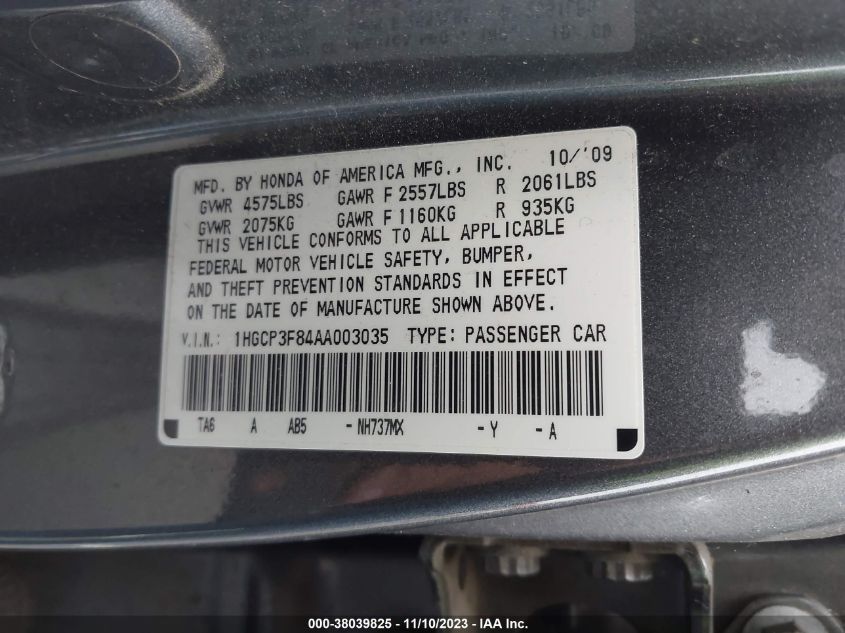 MFD. BY HONDA OF AMERICA MFG., INC. 10/'09
GVWR 4575LBS GAWR F 2557LBS R 2061LBS
GVWR 2075KG GAWR F 1160KG R 935KG
THIS VEHICLE CONFORMS TO ALL APPLICABLE
FEDERAL MOTOR VEHICLE SAFETY, BUMPER,
AND THEFT PREVENTION STANDARDS IN EFFECT
ON THE DATE OF MANUFACTURE SHOWN ABOVE.
V.I.N.: 1HGCP3F84AA003035 TYPE: PASSENGER CAR
TA6 A AB5 - NH737MX - Y - A
000-38039825 - 11/10/2023 - IAA Inc.